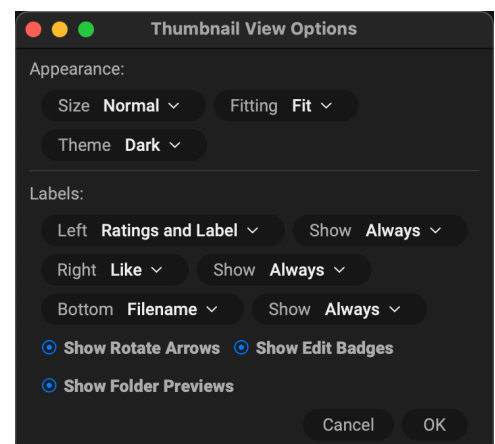 Thumbnail View Options
Appearance:
Size Normal Fitting Fit
Theme Dark
Labels:
Left Ratings and Label Show Always
Right Like Show Always
Bottom Filename Show Always
Show Rotate Arrows Show Edit Badges
Show Folder Previews
Cancel OK